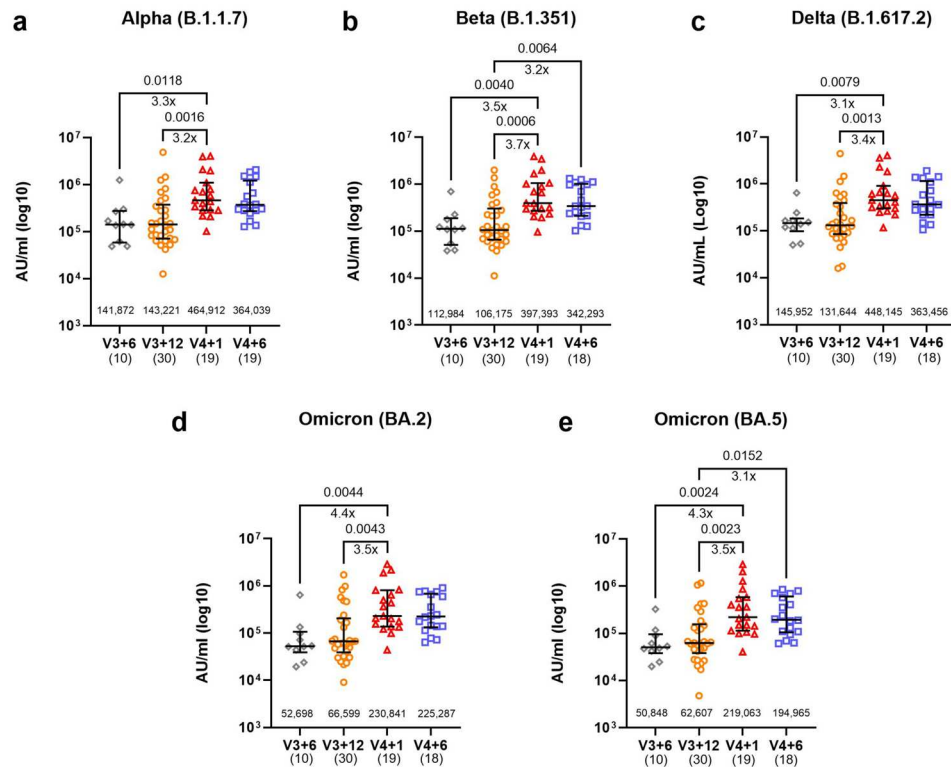 a
Alpha (B.1.1.7)
0.0118
3.3x
0.0016
3.2x
AU/ml (log10)
10⁷
10⁶
10⁵
10⁴
10³
141,872 143,221 464,912 364,039
V3+6 V3+12 V4+1 V4+6
(10) (30) (19) (19)
b
Beta (B.1.351)
0.0064
3.2x
0.0040
3.5x
0.0006
3.7x
AU/ml (log10)
10⁷
10⁶
10⁵
10⁴
10³
112,984 106,175 397,393 342,293
V3+6 V3+12 V4+1 V4+6
(10) (30) (19) (18)
c
Delta (B.1.617.2)
0.0079
3.1x
0.0013
3.4x
AU/mL (Log10)
10⁷
10⁶
10⁵
10⁴
10³
145,952 131,644 448,145 363,456
V3+6 V3+12 V4+1 V4+6
(10) (30) (19) (18)
d
Omicron (BA.2)
0.0044
4.4x
0.0043
3.5x
AU/ml (log10)
10⁷
10⁶
10⁵
10⁴
10³
52,698 66,599 230,841 225,287
V3+6 V3+12 V4+1 V4+6
(10) (30) (19) (18)
e
Omicron (BA.5)
0.0152
3.1x
0.0024
4.3x
0.0023
3.5x
AU/ml (log10)
10⁷
10⁶
10⁵
10⁴
10³
50,848 62,607 219,063 194,965
V3+6 V3+12 V4+1 V4+6
(10) (30) (19) (18)